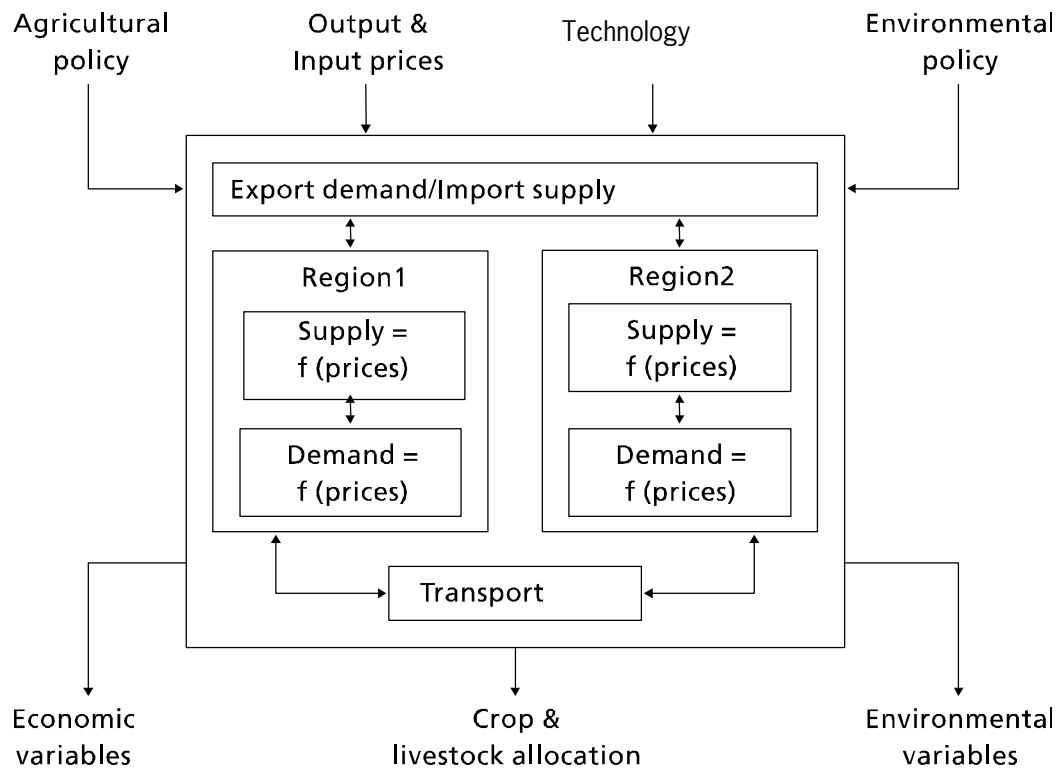 Agricultural
policy
Output &
Input prices
Technology
Environmental
policy
Export demand/Import supply
Region1
Supply =
f (prices)
Demand =
f (prices)
Region2
Supply =
f (prices)
Demand =
f (prices)
Transport
Economic
variables
Crop &
livestock allocation
Environmental
variables